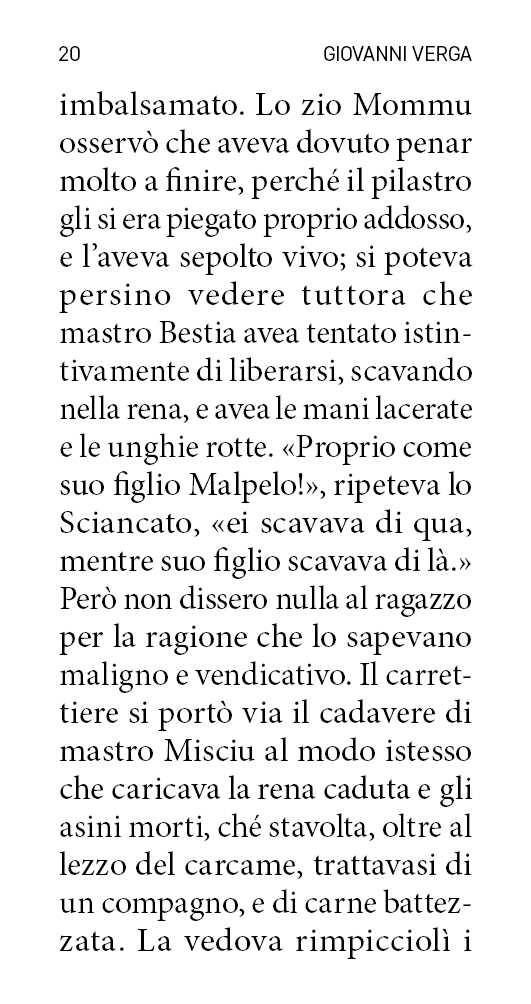 20 GIOVANNI VERGA
imbalsamato. Lo zio Mommu
osservò che aveva dovuto penar
molto a finire, perché il pilastro
gli si era piegato proprio addosso,
e l’aveva sepolto vivo; si poteva
persino vedere tuttora che
mastro Bestia avea tentato istin-
tivamente di liberarsi, scavando
nella rena, e avea le mani lacerate
e le unghie rotte. «Proprio come
suo figlio Malpelo!», ripeteva lo
Sciancato, «ei scavava di qua,
mentre suo figlio scavava di là.»
Però non dissero nulla al ragazzo
per la ragione che lo sapevano
maligno e vendicativo. Il carret-
tiere si portò via il cadavere di
mastro Misciu al modo istesso
che caricava la rena caduta e gli
asini morti, ché stavolta, oltre al
lezzo del carcame, trattavasi di
un compagno, e di carne battez-
zata. La vedova rimpicciolì i